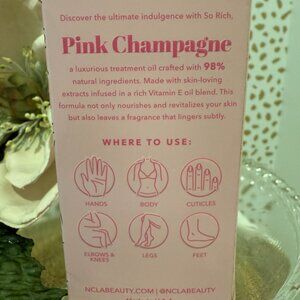 Discover the ultimate indulgence with So Rich,
Pink Champagne
a luxurious treatment oil crafted with 98%
natural ingredients. Made with skin-loving
extracts infused in a rich Vitamin E oil blend. This
formula not only nourishes and revitalizes your skin
but also leaves a fragrance that lingers subtly.
WHERE TO USE:
HANDS
BODY
CUTICLES
ELBOWS &
KNEES
LEGS
FEET
NCLABEAUTY.COM | @NCLABEAUTY